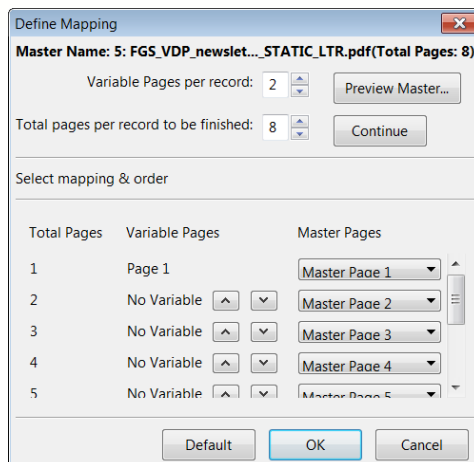 Define Mapping
Master Name: 5: FGS_VDP_newslet..._STATIC_LTR.pdf(Total Pages: 8)
Variable Pages per record: 2 Preview Master...
Total pages per record to be finished: 8 Continue
Select mapping & order
Total Pages Variable Pages Master Pages
1 Page 1 Master Page 1
2 No Variable Master Page 2
3 No Variable Master Page 3
4 No Variable Master Page 4
5 No Variable Master Page 5
Default OK Cancel